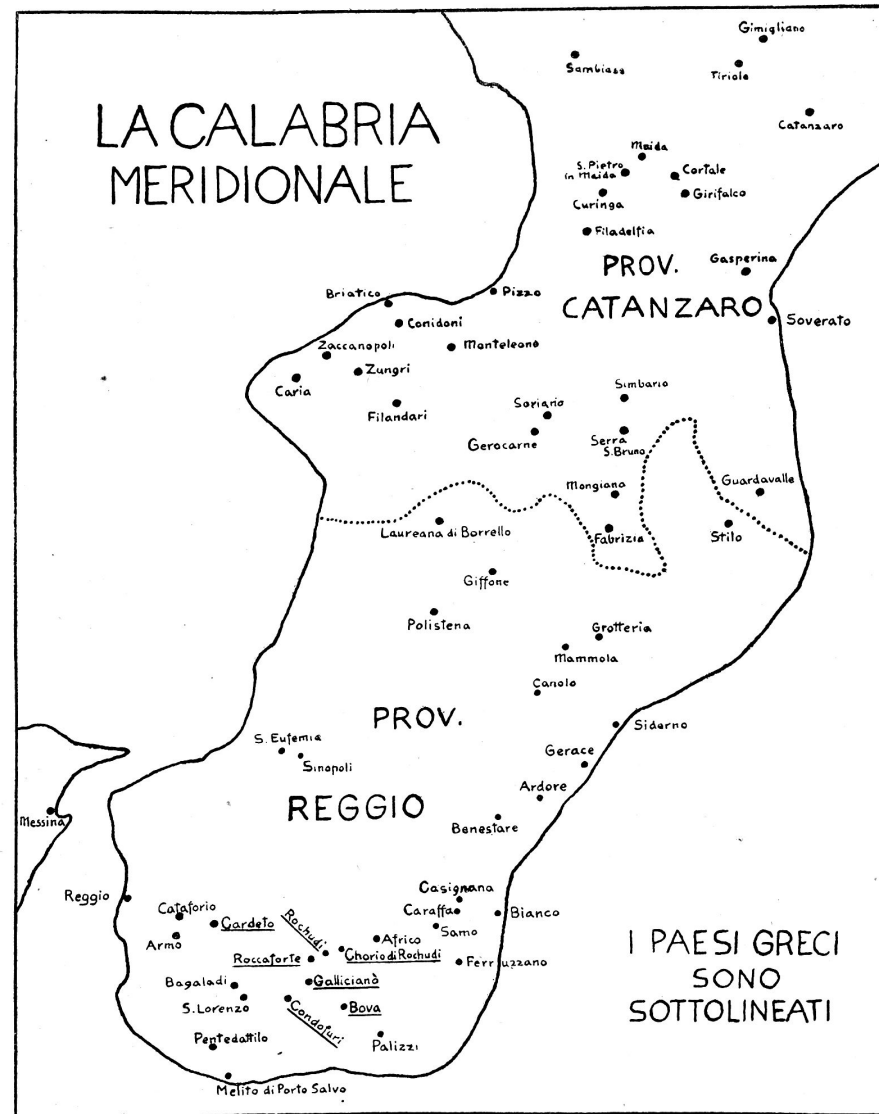 LA CALABRIA
MERIDIONALE
Gimigliano
Sambiase
Tiriolo
Catanzaro
Maida
S. Pietro
in Maida
Cortale
Curinga
Girifalco
Filadelfia
PROV.
CATANZARO
Gasperina
Soverato
Briatico
Pizzo
Conidoni
Zaccanopoli
Monteleone
Zungri
Caria
Filandari
Soriano
Simbario
Gerocarne
Serra
S. Bruno
Mongiana
Guardavalle
Laureana di Borrello
Fabrizia
Stilo
Giffone
Polistena
Grotteria
Mammola
Canolo
PROV.
REGGIO
Siderno
S. Eufemia
Sinopoli
Gerace
Ardore
Benestare
Messina
Reggio
Casignana
Caraffa
Bianco
Cataforio
Cardeto
Rochudi
Samo
Armo
Africo
Roccaforte
Chorio di Rochudi
Ferruzzano
Bagaladi
Gallicianò
S. Lorenzo
Condofuri
Bova
Pentedattilo
Palizzi
Melito di Porto Salvo
I PAESI GRECI
SONO
SOTTOLINEATI